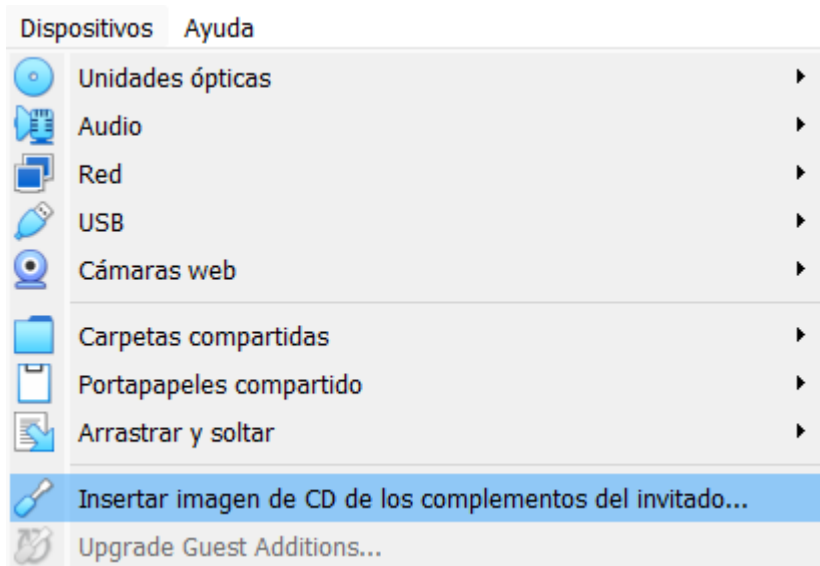 Dispositivos Ayuda
Unidades ópticas
Audio
Red
USB
Cámaras web
Carpetas compartidas
Portapapeles compartido
Arrastrar y soltar
Insertar imagen de CD de los complementos del invitado...
Upgrade Guest Additions...